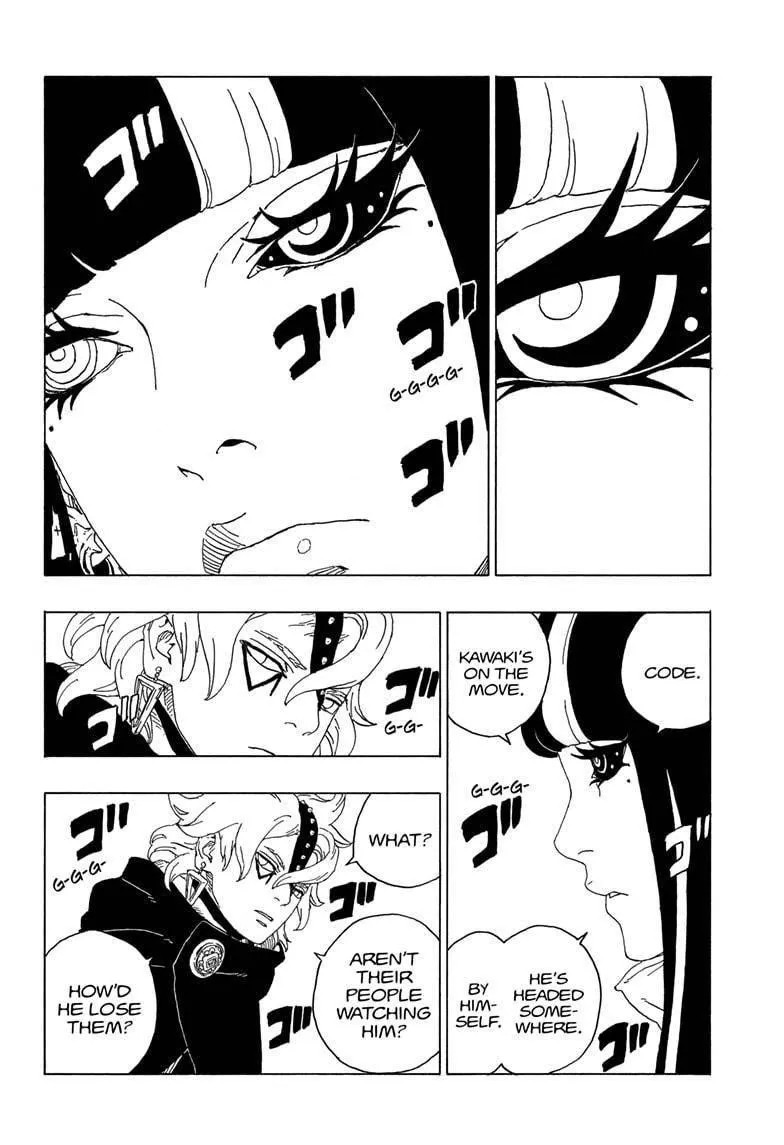 ゴ
ゴ
ゴ
G-G-G-G-
ゴ
CODE.
KAWAKI'S
ON THE
MOVE.
G-G-G-
ゴ
ゴ
HE'S
HEADED
SOME-
WHERE.
BY
HIM-
SELF.
ゴ
G-G-
ゴ
WHAT?
ゴ
G-G-G-
ゴ
ゴ
ゴ
AREN'T
THEIR
PEOPLE
WATCHING
HIM?
HOW'D
HE LOSE
THEM?
ゴ